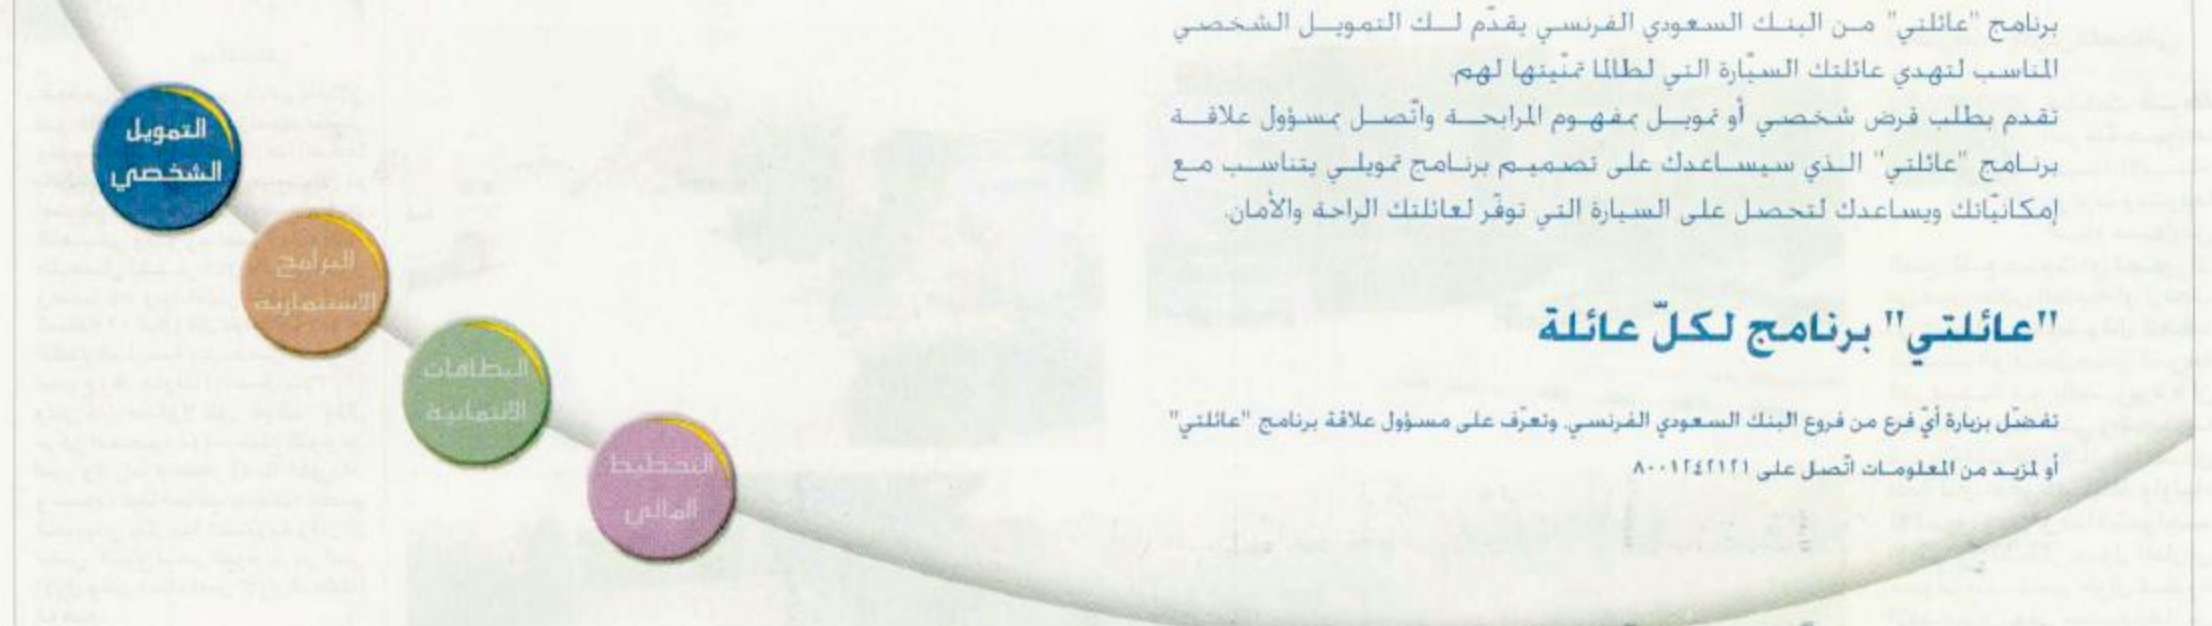 برنامج "عائلتي" من البنك السعودي الفرنسي يقدّم لك التمويل الشخصي
المناسب لتهدي عائلتك السيّارة التي لطالما تمنّيتها لهم.
تقدم بطلب قرض شخصي أو تمويل بمفهوم المرابحة واتّصل بمسؤول علاقة
برنامج "عائلتي" الذي سيساعدك على تصميم برنامج تمويلي يتناسب مع
إمكانيّاتك ويساعدك لتحصل على السيارة التي توفّر لعائلتك الراحة والأمان.
"عائلتي" برنامج لكلّ عائلة
تفضّل بزيارة أيّ فرع من فروع البنك السعودي الفرنسي. وتعرّف على مسؤول علاقة برنامج "عائلتي"
أو لمزيد من المعلومات اتّصل على ٨٠٠١٢٤٢١٢١
التمويل
الشخصي
البرامج
الاستثمارية
البطاقات
الائتمانية
التخطيط
المالي